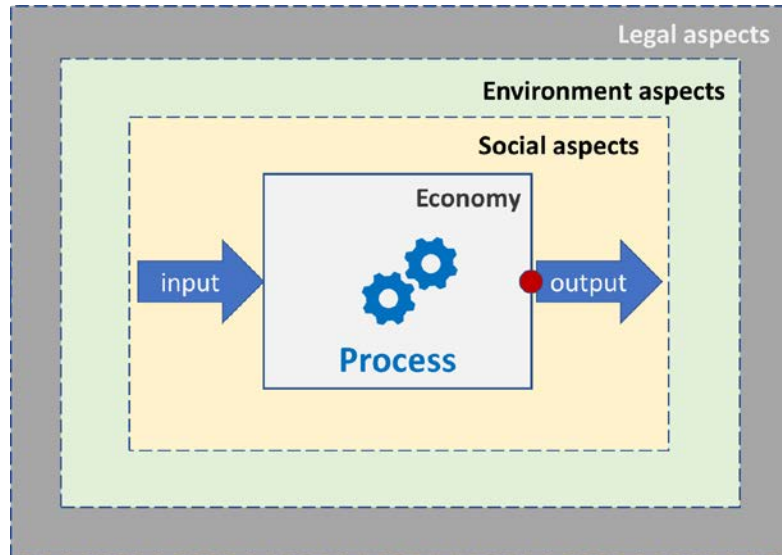 Legal aspects
Environment aspects
Social aspects
Economy
input
output
Process